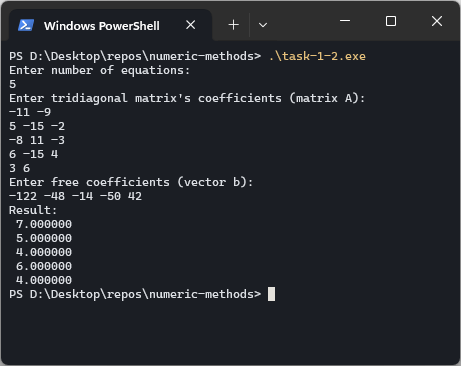 Windows PowerShell
PS D:\Desktop\repos\numeric-methods> .\task-1-2.exe
Enter number of equations:
5
Enter tridiagonal matrix's coefficients (matrix A):
-11 -9
5 -15 -2
-8 11 -3
6 -15 4
3 6
Enter free coefficients (vector b):
-122 -48 -14 -50 42
Result:
7.000000
5.000000
4.000000
6.000000
4.000000
PS D:\Desktop\repos\numeric-methods>